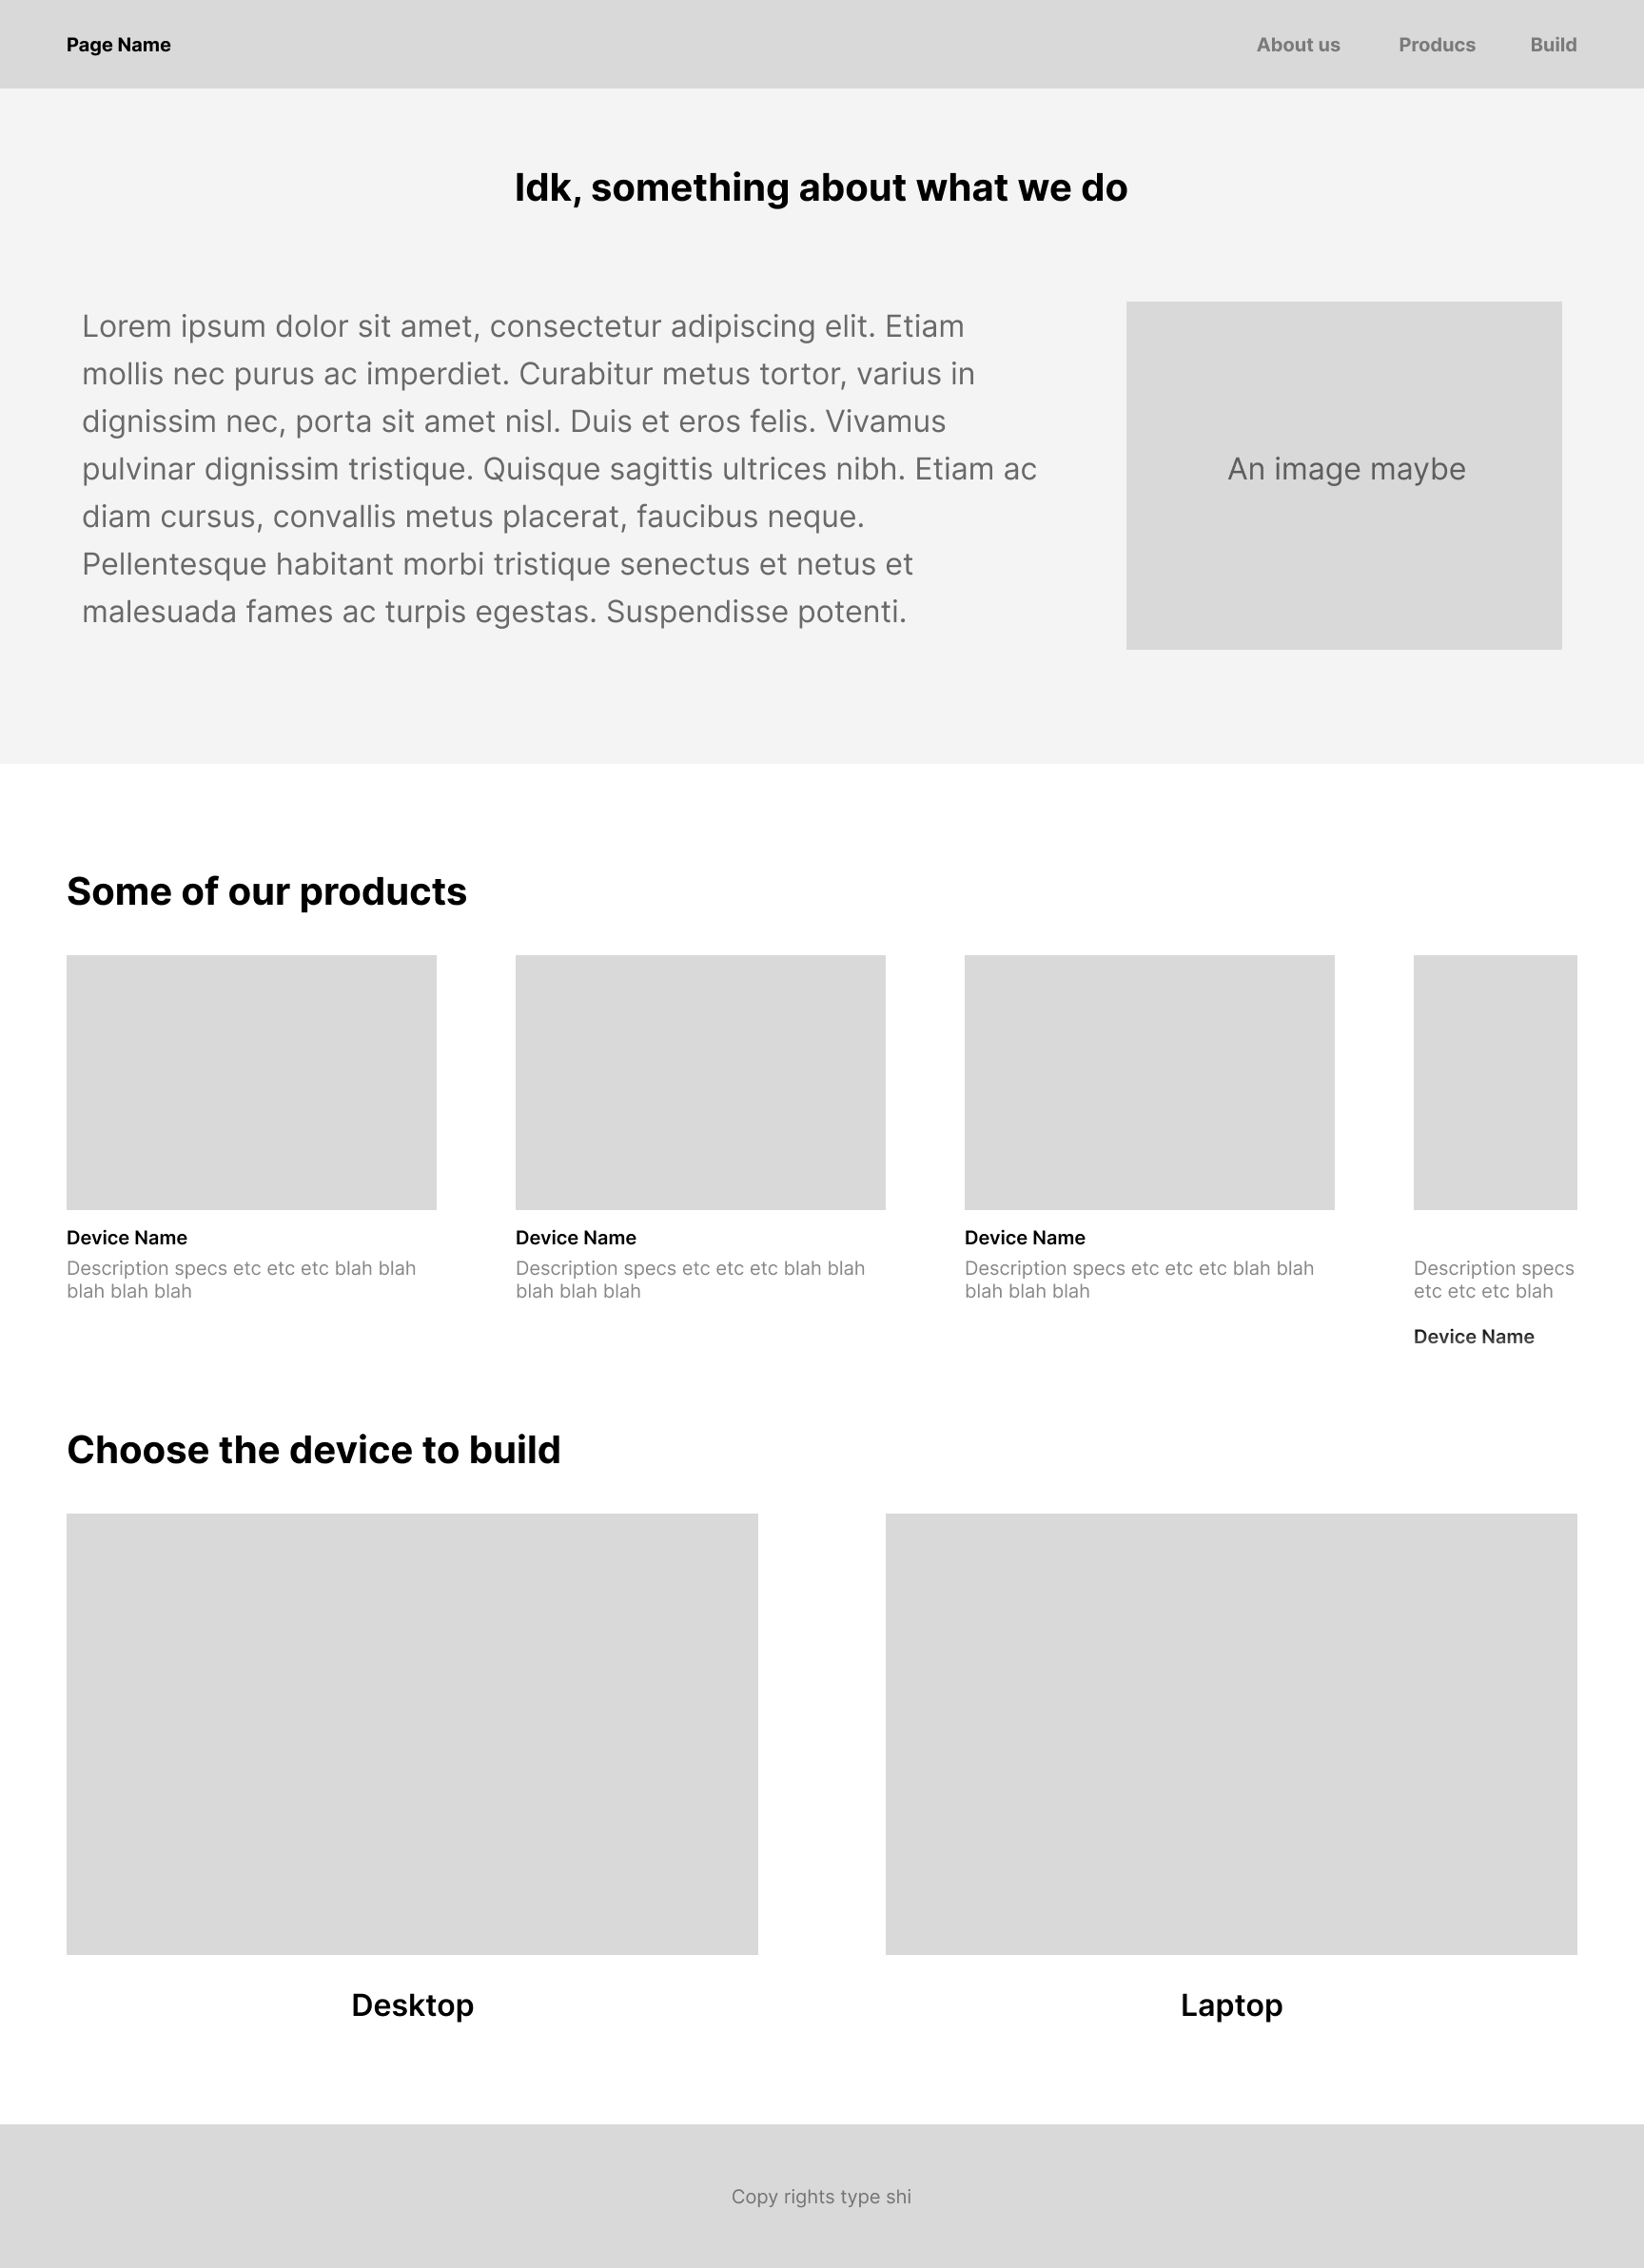 Page Name
About us
Producs
Build
Idk, something about what we do
Lorem ipsum dolor sit amet, consectetur adipiscing elit. Etiam
mollis nec purus ac imperdiet. Curabitur metus tortor, varius in
dignissim nec, porta sit amet nisl. Duis et eros felis. Vivamus
pulvinar dignissim tristique. Quisque sagittis ultrices nibh. Etiam ac
diam cursus, convallis metus placerat, faucibus neque.
Pellentesque habitant morbi tristique senectus et netus et
malesuada fames ac turpis egestas. Suspendisse potenti.
An image maybe
Some of our products
Device Name
Description specs etc etc etc blah blah
blah blah blah
Device Name
Description specs etc etc etc blah blah
blah blah blah
Device Name
Description specs etc etc etc blah blah
blah blah blah
Description specs
etc etc etc blah
Device Name
Choose the device to build
Desktop
Laptop
Copy rights type shi